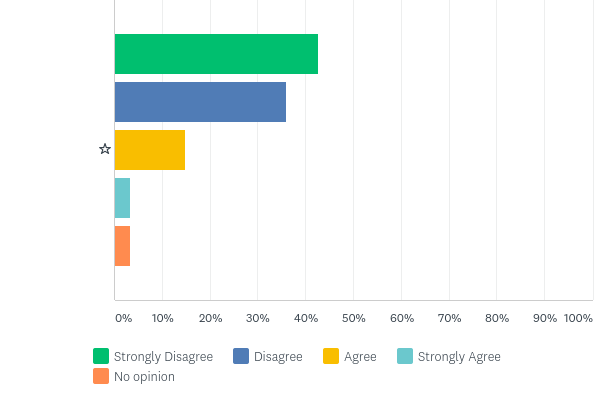 ☆
0% 10% 20% 30% 40% 50% 60% 70% 80% 90% 100%
Strongly Disagree Disagree Agree Strongly Agree
No opinion